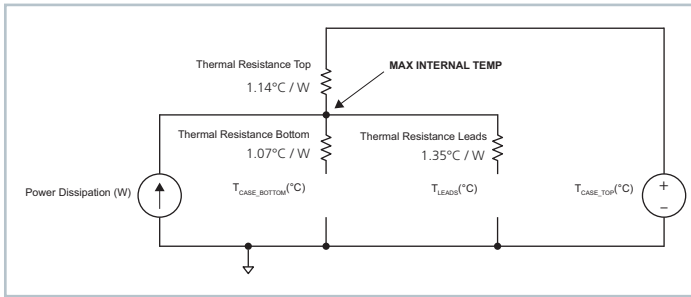 Thermal Resistance Top
MAX INTERNAL TEMP
1.14°C / W
Thermal Resistance Bottom
Thermal Resistance Leads
1.07°C / W
1.35°C / W
Power Dissipation (W)
TCASE_BOTTOM(°C)
TLEADS(°C)
TCASE_TOP(°C)
+
–